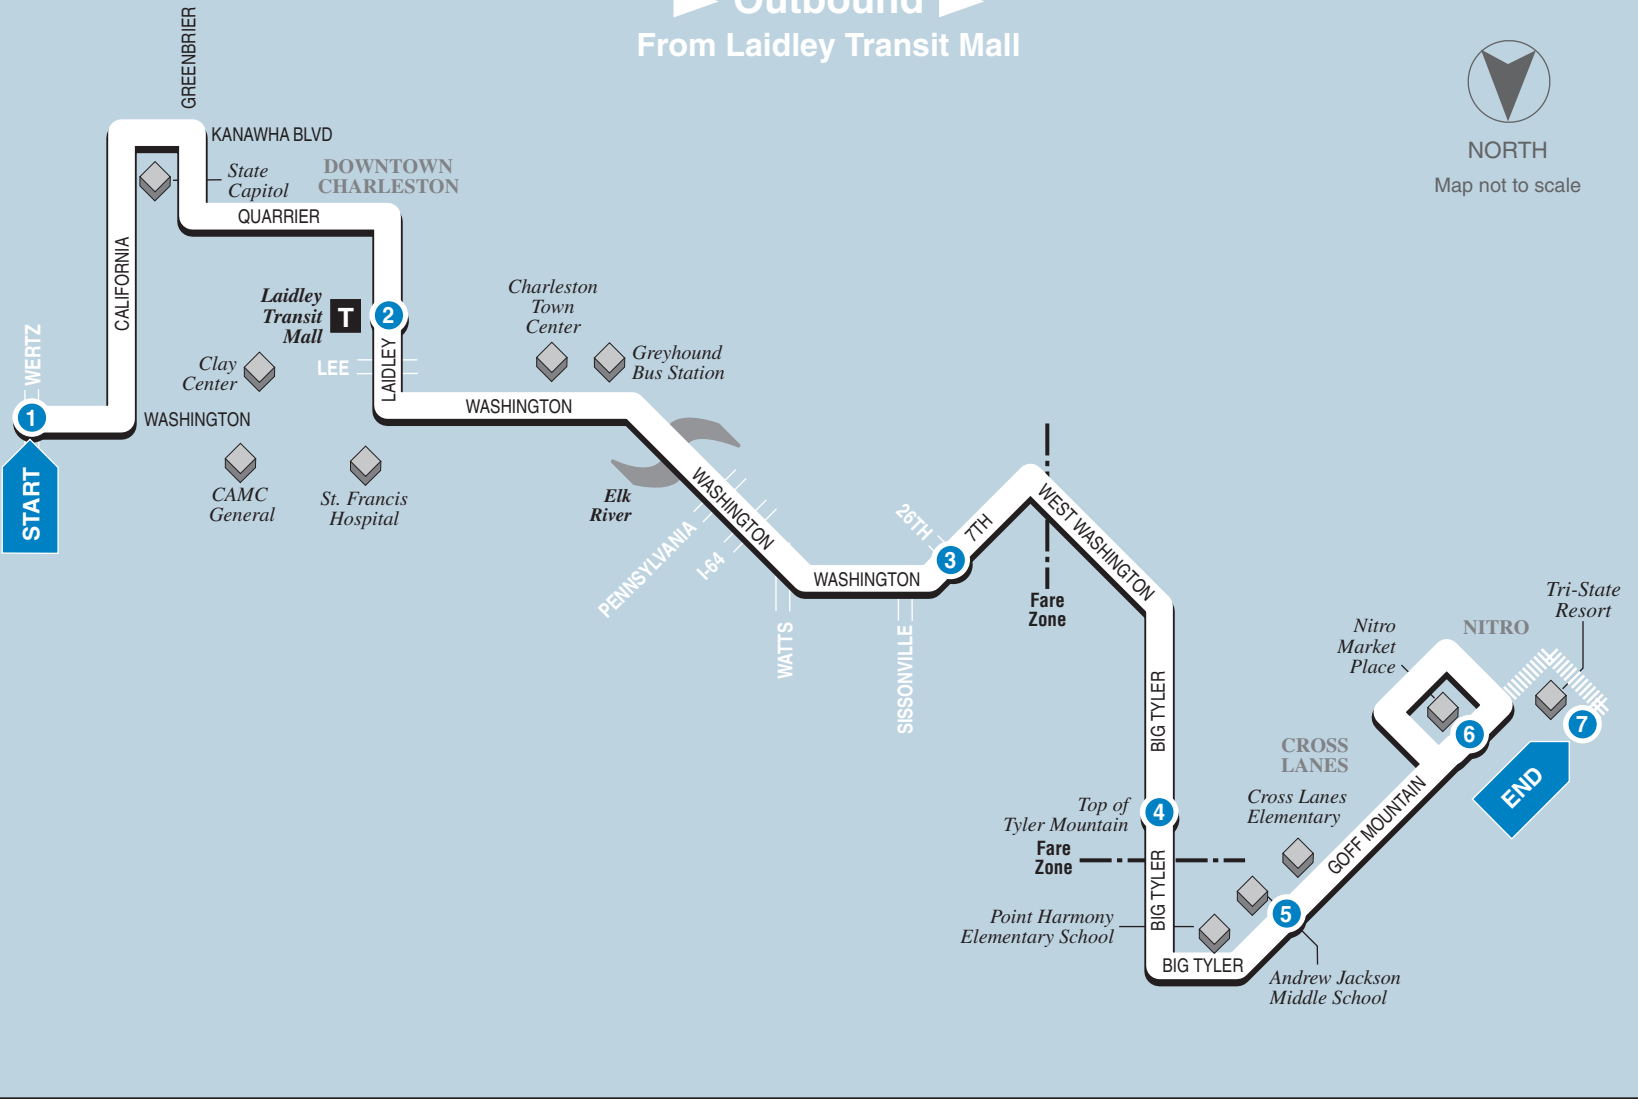 Outbound
From Laidley Transit Mall
NORTH
Map not to scale
GREENBRIER
KANAWHA BLVD
State
Capitol
DOWNTOWN
CHARLESTON
QUARRIER
CALIFORNIA
WERTZ
1
START
WASHINGTON
Laidley
Transit
Mall
T
2
LEE
LAIDLEY
Clay
Center
CAMC
General
St. Francis
Hospital
Charleston
Town
Center
Greyhound
Bus Station
WASHINGTON
Elk
River
WASHINGTON
PENNSYLVANIA
I-64
WATTS
WASHINGTON
SISSONVILLE
26TH
3
7TH
WEST WASHINGTON
Fare
Zone
BIG TYLER
Top of
Tyler Mountain
4
Fare
Zone
BIG TYLER
Point Harmony
Elementary School
BIG TYLER
Andrew Jackson
Middle School
5
Cross Lanes
Elementary
CROSS
LANES
GOFF MOUNTAIN
Nitro
Market
Place
6
NITRO
Tri-State
Resort
7
END